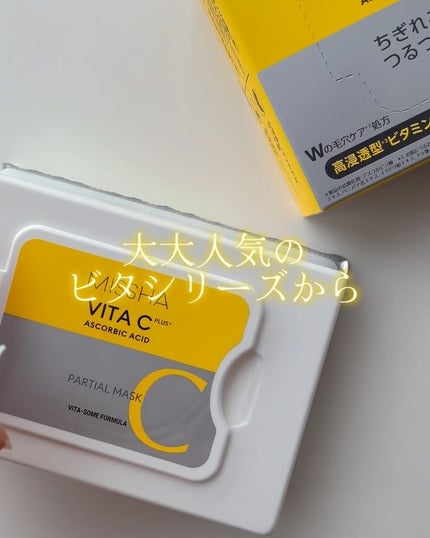 ちぎれ
つるつ
Wの毛穴ケア 処方
高浸透型 ビタミン
大大人気の
ビタシリーズから
MISSHA
VITA C PLUS+
ASCORBIC ACID
PARTIAL MASK
C
VITA-SOME FORMULA